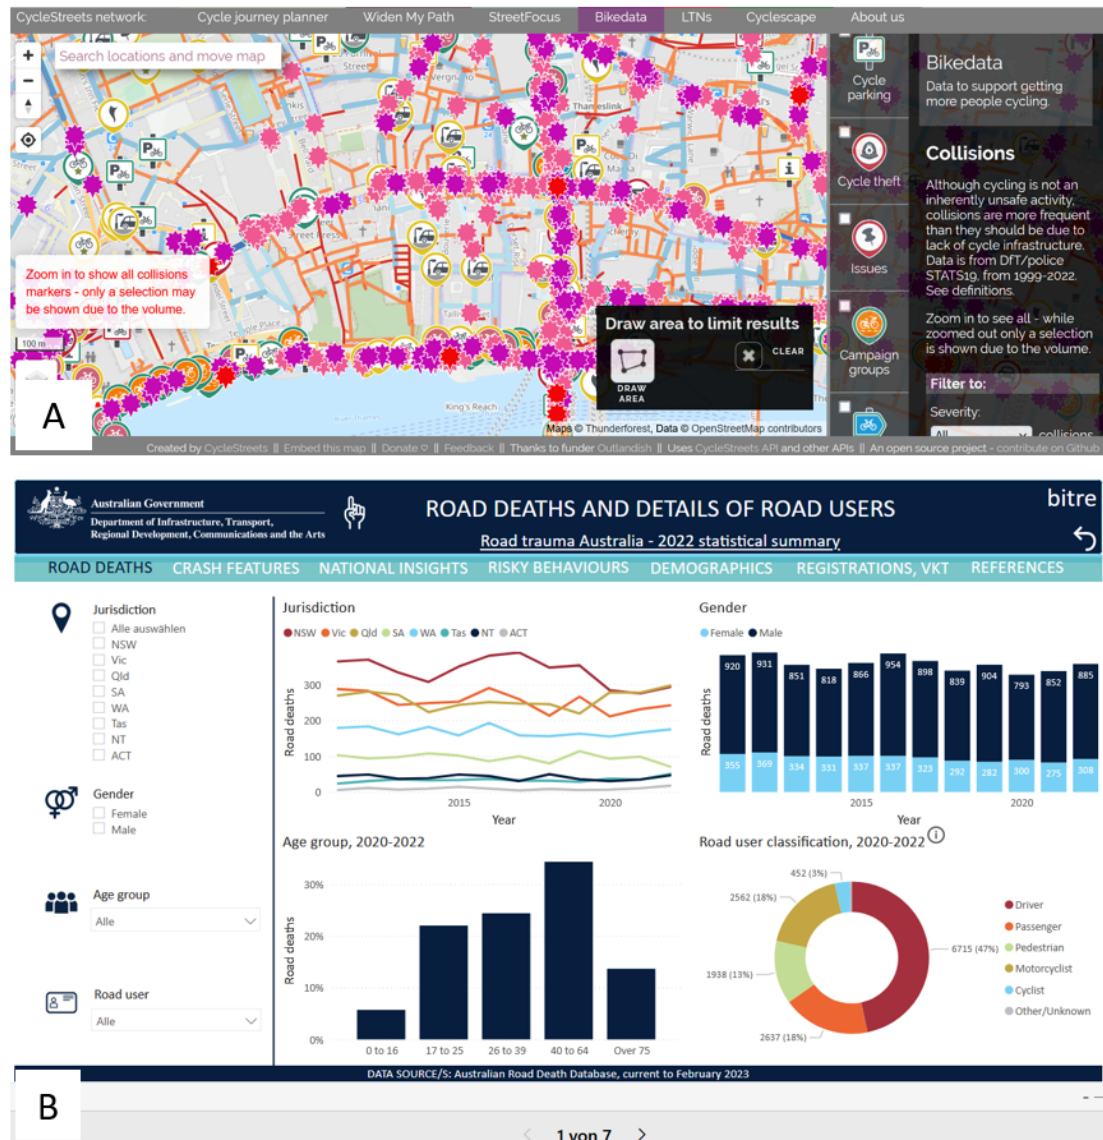 CycleStreets network: Cycle journey planner Widen My Path StreetFocus Bikedata LTNs Cyclescape About us
+
Search locations and move map
−
Zoom in to show all collisions
markers - only a selection may
be shown due to the volume.
100 m
A
Street
Vergnano
Thameslink
Street Press
Temple Place
King's Reach
Draw area to limit results
CLEAR
DRAW
AREA
Maps © Thunderforest, Data © OpenStreetMap contributors
Cycle
parking
Cycle theft
Issues
Campaign
groups
Bikedata
Data to support getting
more people cycling.
Collisions
Although cycling is not an
inherently unsafe activity,
collisions are more frequent
than they should be due to
lack of cycle infrastructure.
Data is from DfT/police
STATS19, from 1999-2022.
See definitions.
Zoom in to see all - while
zoomed out only a selection
is shown due to the volume.
Filter to:
Severity:
All collisions
Created by CycleStreets || Embed this map || Donate ♡ || Feedback || Thanks to funder Outlandish || Uses CycleStreets API and other APIs || An open source project - contribute on Github
Australian Government
Department of Infrastructure, Transport,
Regional Development, Communications and the Arts
ROAD DEATHS AND DETAILS OF ROAD USERS
Road trauma Australia - 2022 statistical summary
bitre
ROAD DEATHS CRASH FEATURES NATIONAL INSIGHTS RISKY BEHAVIOURS DEMOGRAPHICS REGISTRATIONS, VKT REFERENCES
Jurisdiction
Alle auswählen
NSW
Vic
Qld
SA
WA
Tas
NT
ACT
Gender
Female
Male
Age group
Alle
Road user
Alle
Jurisdiction
NSW Vic Qld SA WA Tas NT ACT
Road deaths
300
200
100
0
2015 2020
Year
Gender
Female Male
Road deaths
920 931 851 818 866 954 898 839 904 793 852 885
355 369 334 331 337 337 323 292 282 300 275 308
2015 2020
Year
Age group, 2020-2022
Road deaths
30%
20%
10%
0%
0 to 16 17 to 25 26 to 39 40 to 64 Over 75
Road user classification, 2020-2022
452 (3%)
2562 (18%)
1938 (13%)
2637 (18%)
6715 (47%)
Driver
Passenger
Pedestrian
Motorcyclist
Cyclist
Other/Unknown
DATA SOURCE/S: Australian Road Death Database, current to February 2023
B
1 von 7